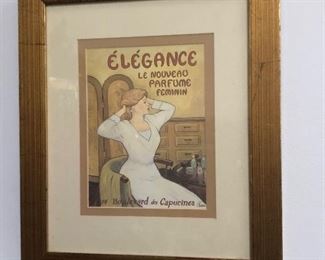 ÉLÉGANCE
LE NOUVEAU
PARFUME
FEMININ
Boulevard des Capucines